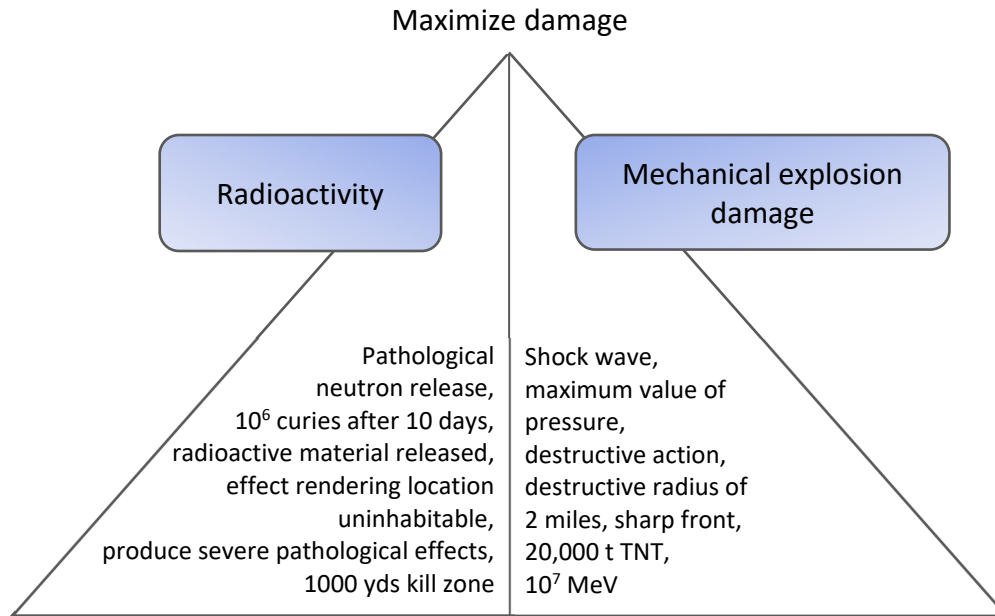 Maximize damage
Radioactivity
Mechanical explosion
damage
Pathological
neutron release,
10⁶ curies after 10 days,
radioactive material released,
effect rendering location
uninhabitable,
produce severe pathological effects,
1000 yds kill zone
Shock wave,
maximum value of
pressure,
destructive action,
destructive radius of
2 miles, sharp front,
20,000 t TNT,
10⁷ MeV